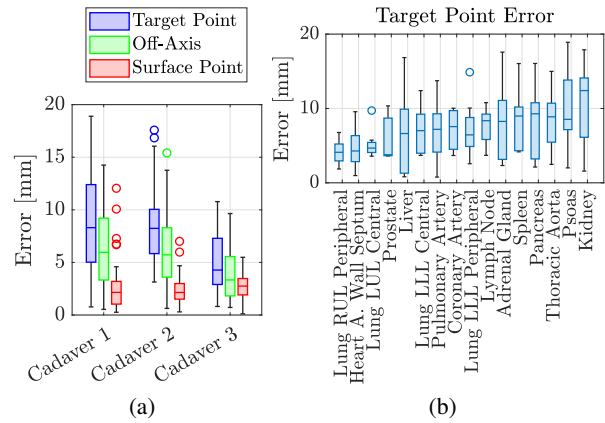 Target Point
Off-Axis
Surface Point
Error [mm]
20
15
10
5
0
Cadaver 1
Cadaver 2
Cadaver 3
(a)
Target Point Error
Error [mm]
20
10
0
Lung RUL Peripheral
Heart A. Wall Septum
Lung LUL Central
Prostate
Liver
Lung LLL Central
Pulmonary Artery
Coronary Artery
Lung LLL Peripheral
Lymph Node
Adrenal Gland
Spleen
Pancreas
Thoracic Aorta
Psoas
Kidney
(b)